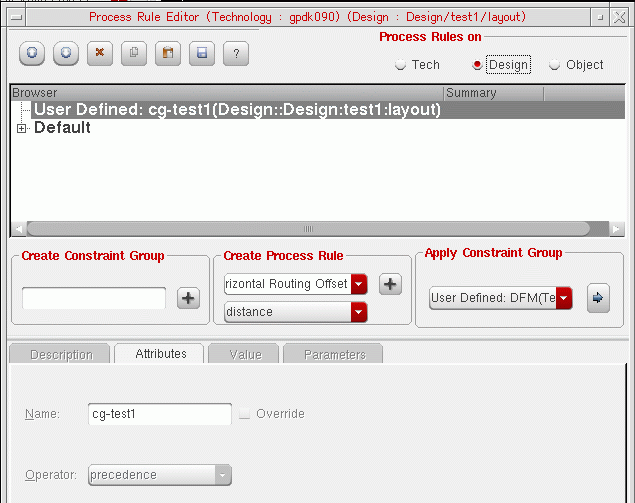 Process Rule Editor (Technology : gpdk090) (Design : Design/test1/layout)
Process Rules on
?
Tech Design Object
Browser Summary
User Defined: cg-test1(Design::Design:test1:layout)
Default
Create Constraint Group Create Process Rule Apply Constraint Group
rizontal Routing Offset
User Defined: DFM(Te
distance
Description Attributes Value Parameters
Name: cg-test1 Override
Operator: precedence